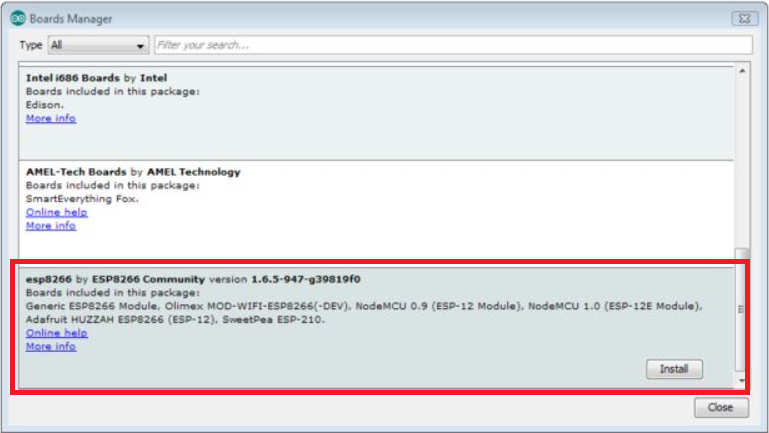 Boards Manager
Type All Filter your search...
Intel i686 Boards by Intel
Boards included in this package:
Edison.
More info
AMEL-Tech Boards by AMEL Technology
Boards included in this package:
SmartEverything Fox.
Online help
More info
esp8266 by ESP8266 Community version 1.6.5-947-g39819f0
Boards included in this package:
Generic ESP8266 Module, Olimex MOD-WIFI-ESP8266(-DEV), NodeMCU 0.9 (ESP-12 Module), NodeMCU 1.0 (ESP-12E Module),
Adafruit HUZZAH ESP8266 (ESP-12), SweetPea ESP-210.
Online help
More info
Install
Close